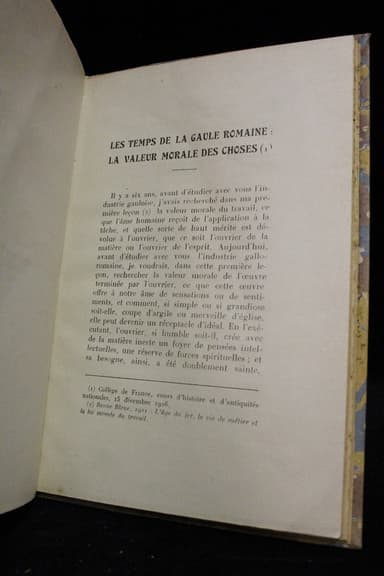 LES TEMPS DE LA GAULE ROMAINE :
LA VALEUR MORALE DES CHOSES (1)
Il y a six ans, avant d'étudier avec vous l'in-
dustrie gauloise, j'avais recherché dans ma pre-
mière leçon (2) la valeur morale du travail, ce
que l'âme humaine reçoit de l'application à la
tâche, et quelle sorte de haut mérite est dé-
volue à l'ouvrier, que ce soit l'ouvrier de la
matière ou l'ouvrier de l'esprit. Aujourd'hui,
avant d'étudier avec vous l'industrie gallo-
romaine, je voudrais, dans cette première le-
çon, rechercher la valeur morale de l'œuvre
terminée par l'ouvrier, ce que cette œuvre
offre à notre âme de sensations ou de senti-
ments, et comment, si simple ou si grandiose
soit-elle, coupe d'argile ou merveille d'église,
elle peut devenir un réceptacle d'idéal. En l'exé-
cutant, l'ouvrier, si humble soit-il, crée avec
de la matière inerte un foyer de pensées intel-
lectuelles, une réserve de forces spirituelles ; et
sa besogne, ainsi, a été doublement sainte,
(1) Collège de France, cours d'histoire et d'antiquités
nationales, 15 décembre 1916.
(2) Revue Bleue, 1911 : L'âge du fer, la vie de métier et
la loi morale du travail.